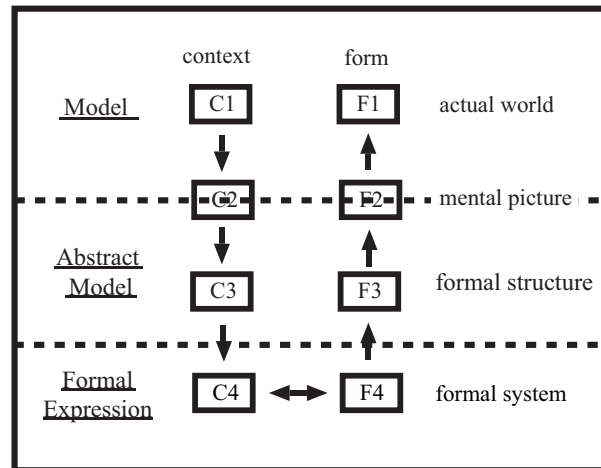 context form
Model C1 F1 actual world
C2 F2 mental picture
Abstract
Model C3 F3 formal structure
Formal
Expression C4 F4 formal system